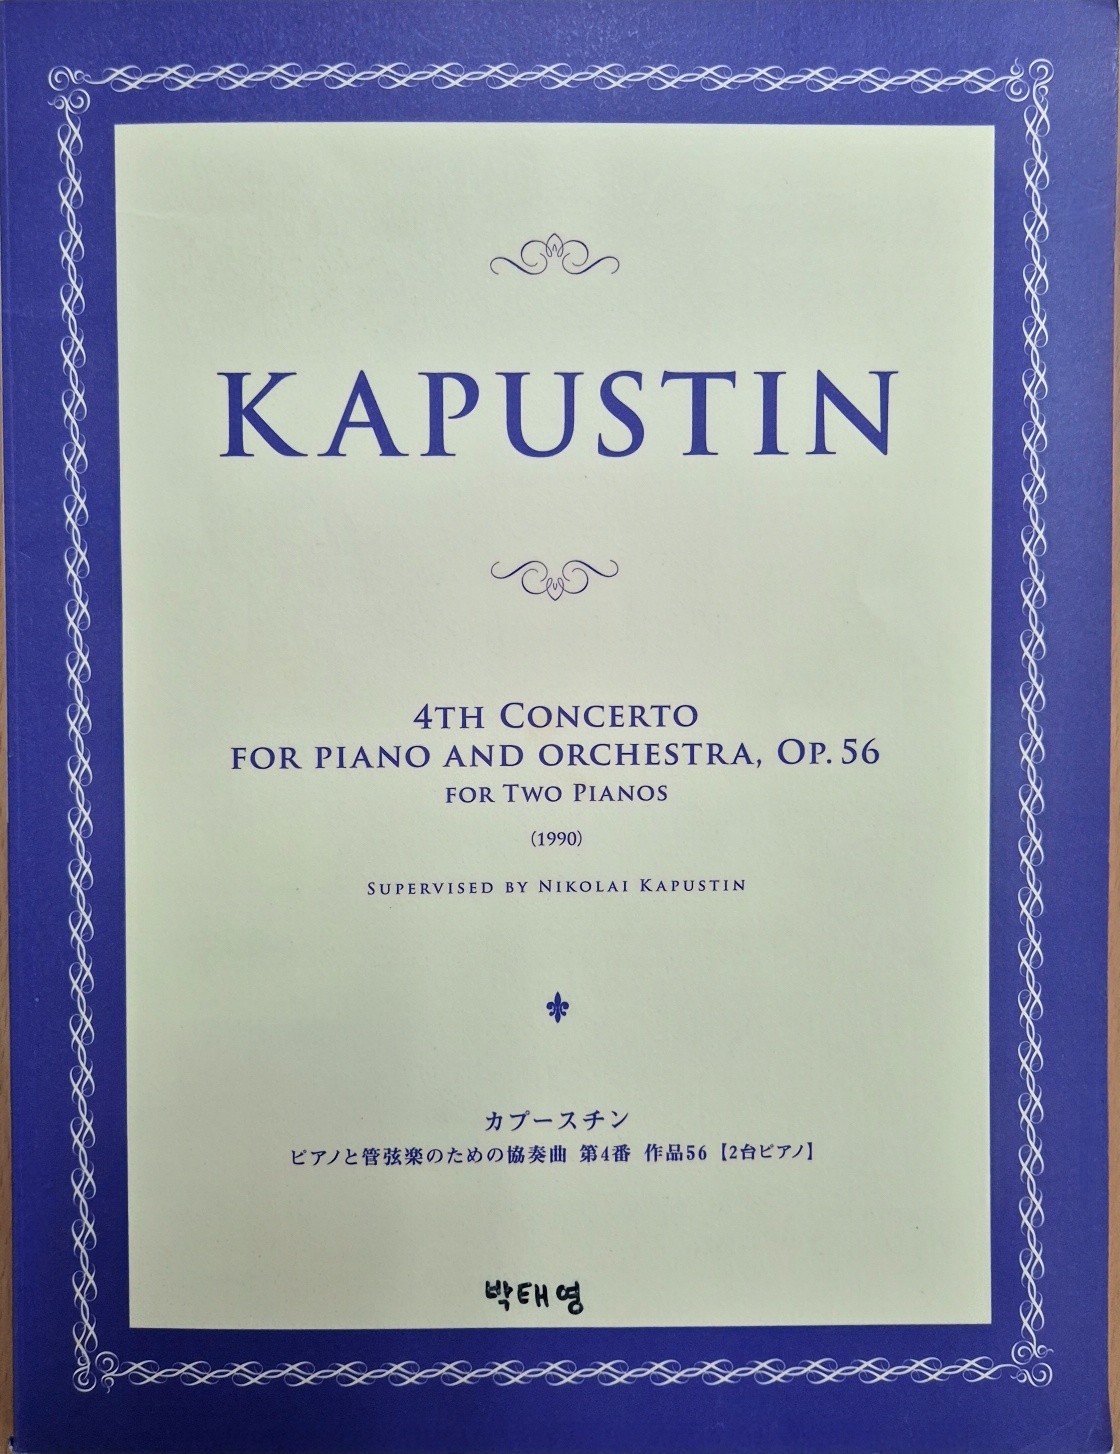 KAPUSTIN
4TH CONCERTO
FOR PIANO AND ORCHESTRA, OP. 56
FOR TWO PIANOS
(1990)
SUPERVISED BY NIKOLAI KAPUSTIN
カプースチン
ピアノと管弦楽のための協奏曲 第4番 作品56【2台ピアノ】
박태영